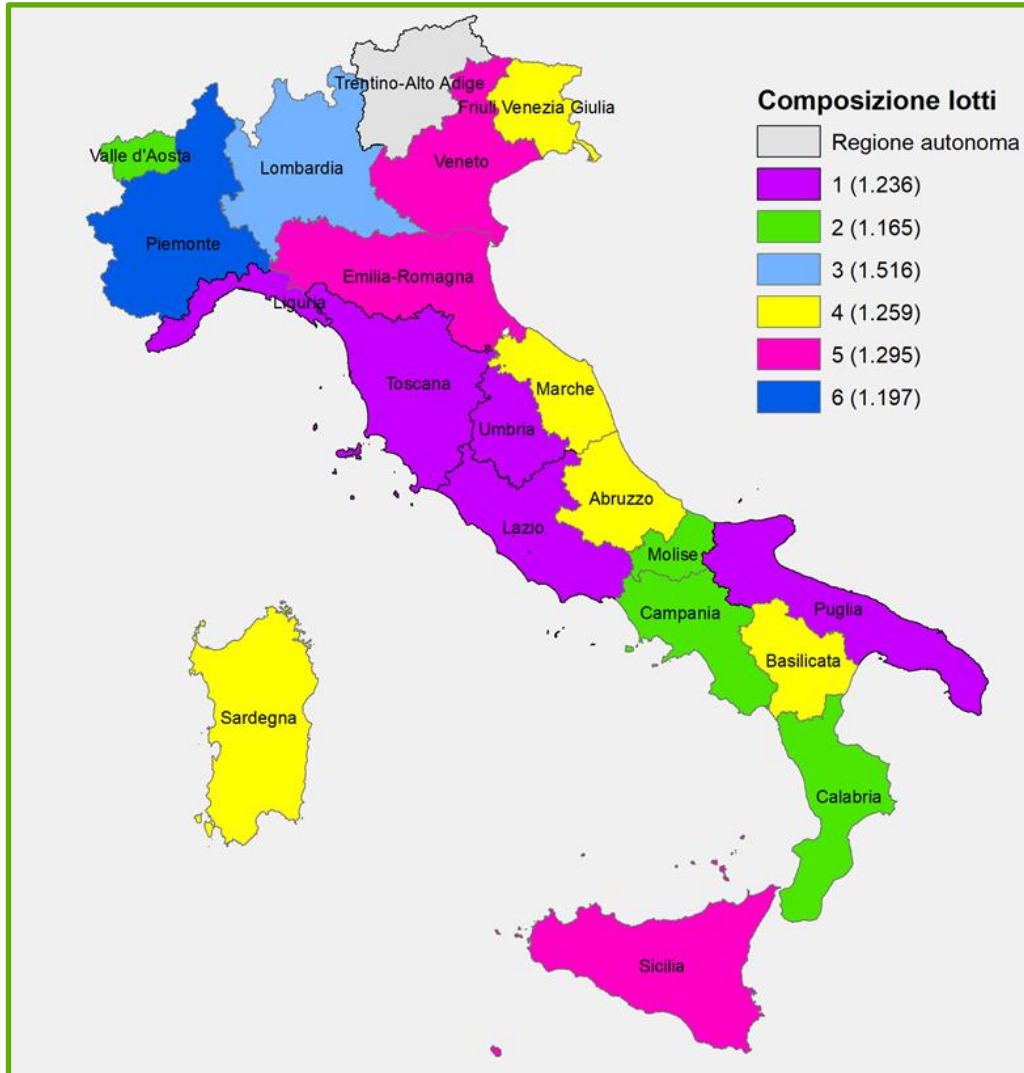 Trentino-Alto Adige
Friuli Venezia Giulia
Valle d'Aosta
Lombardia
Veneto
Piemonte
Emilia-Romagna
Liguria
Toscana
Marche
Umbria
Abruzzo
Lazio
Molise
Campania
Puglia
Basilicata
Sardegna
Calabria
Sicilia
Composizione lotti
Regione autonoma
1 (1.236)
2 (1.165)
3 (1.516)
4 (1.259)
5 (1.295)
6 (1.197)